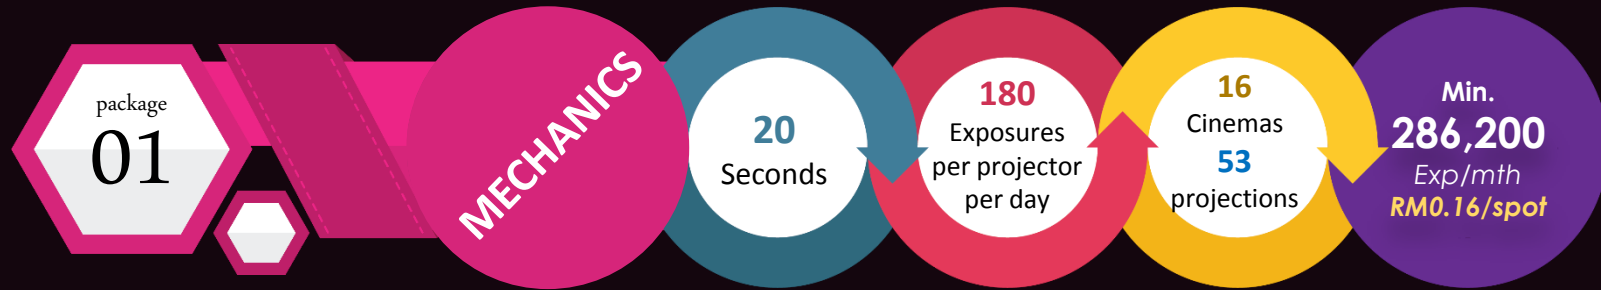 package
01
MECHANICS
20
Seconds
180
Exposures
per projector
per day
16
Cinemas
53
projections
Min.
286,200
Exp/mth
RM0.16/spot